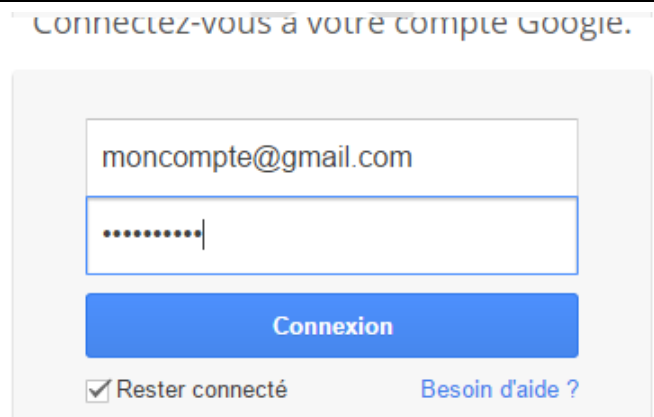 Connectez-vous à votre compte Google.
moncompte@gmail.com
••••••••••
Connexion
Rester connecté
Besoin d'aide ?